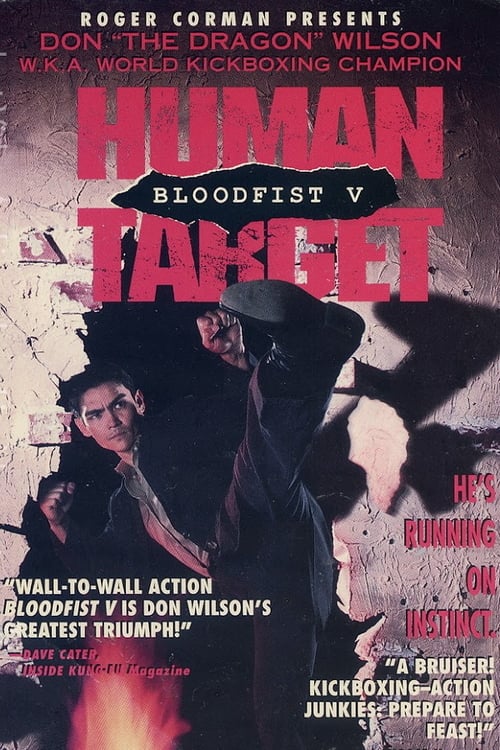 ROGER CORMAN PRESENTS
DON "THE DRAGON" WILSON
W.K.A. WORLD KICKBOXING CHAMPION
HUMAN
BLOODFIST V
TARGET
HE'S
RUNNING
ON
INSTINCT.
"WALL-TO-WALL ACTION
BLOODFIST V IS DON WILSON'S
GREATEST TRIUMPH!"
—DAVE CATER,
INSIDE KUNG-FU Magazine
"A BRUISER!
KICKBOXING–ACTION
JUNKIES: PREPARE TO
FEAST!"